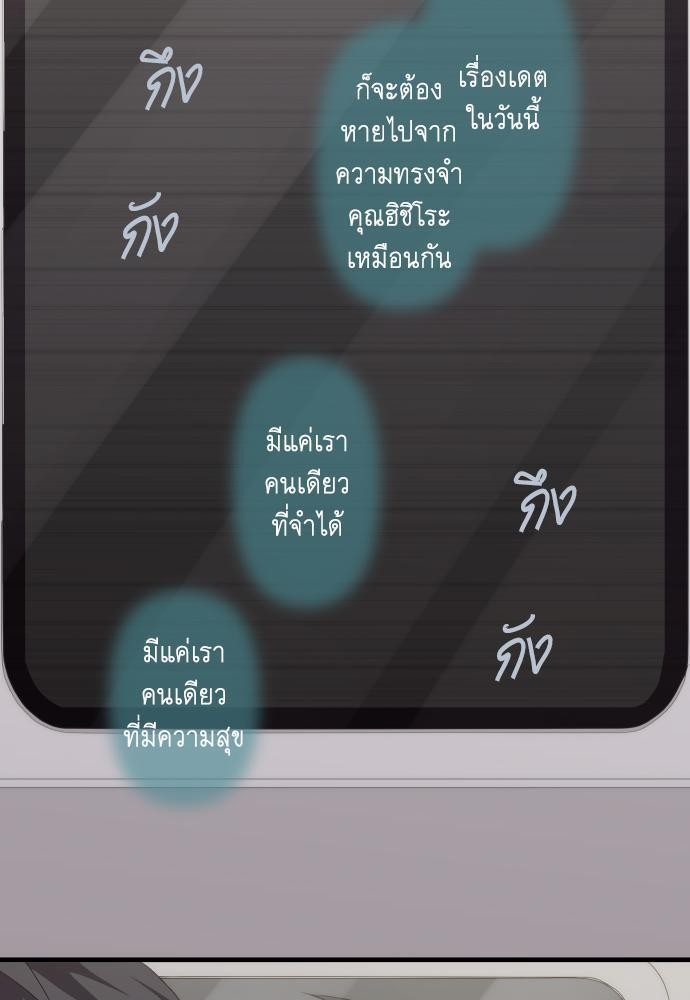 เรื่องเดต
ในวันนี้
ก็จะต้อง
หายไปจาก
ความทรงจำ
คุณฮิชิโระ
เหมือนกัน
ถึง
ถัง
มีแค่เรา
คนเดียว
ที่จำได้
ถึง
ถัง
มีแค่เรา
คนเดียว
ที่มีความสุข